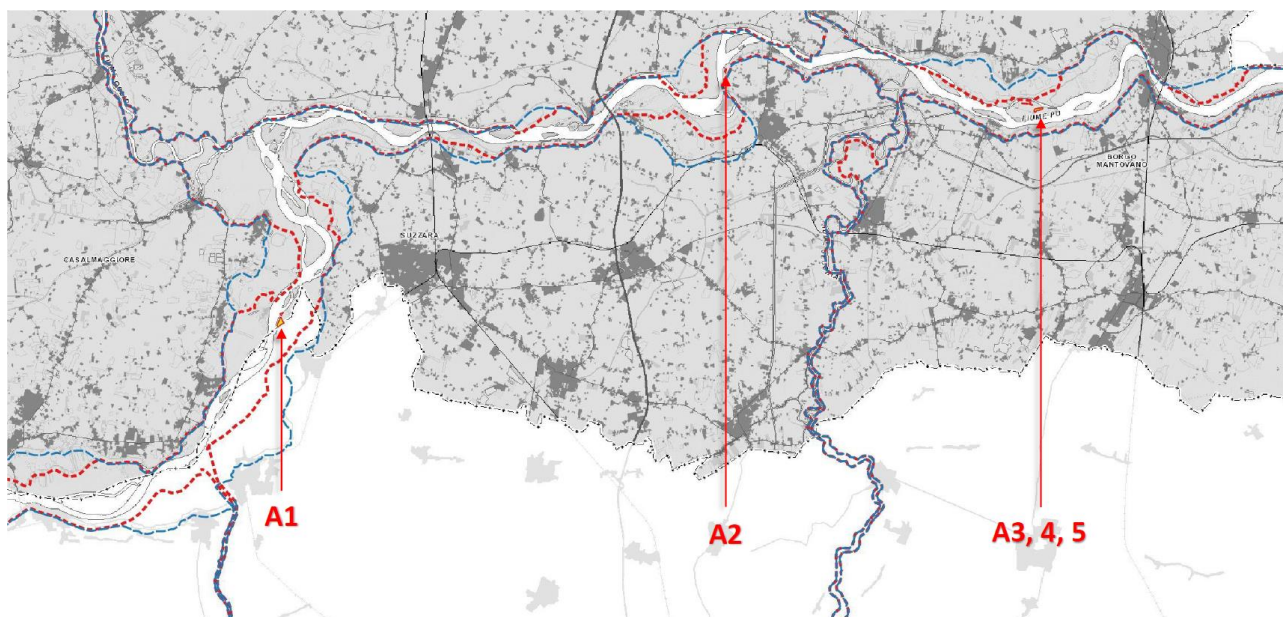 FIUME PO
BORGO
MANTOVANO
SUZZARA
CASALMAGGIORE
A1
A2
A3, 4, 5